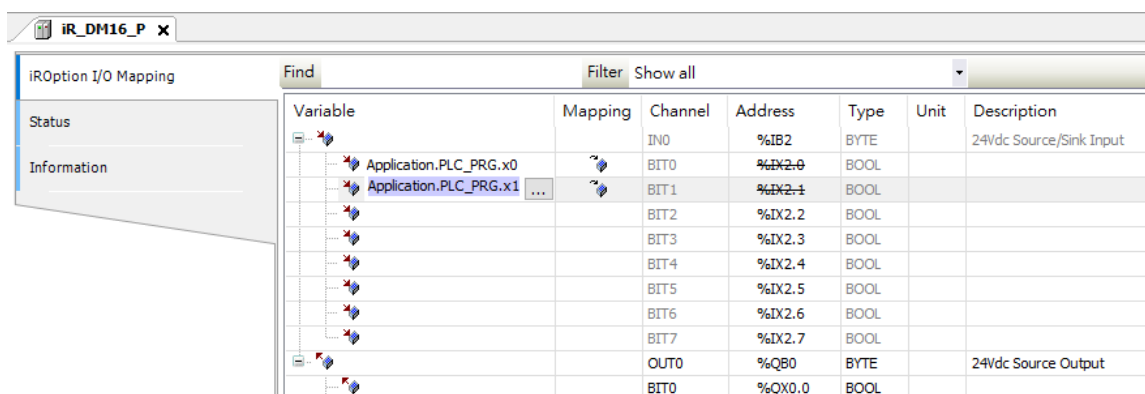 iR_DM16_P X
iROption I/O Mapping
Status
Information
Find Filter Show all
Variable Mapping Channel Address Type Unit Description
IN0 %IB2 BYTE 24Vdc Source/Sink Input
Application.PLC_PRG.x0 BIT0 %IX2.0 BOOL
Application.PLC_PRG.x1 ... BIT1 %IX2.1 BOOL
BIT2 %IX2.2 BOOL
BIT3 %IX2.3 BOOL
BIT4 %IX2.4 BOOL
BIT5 %IX2.5 BOOL
BIT6 %IX2.6 BOOL
BIT7 %IX2.7 BOOL
OUT0 %QB0 BYTE 24Vdc Source Output
BIT0 %QX0.0 BOOL